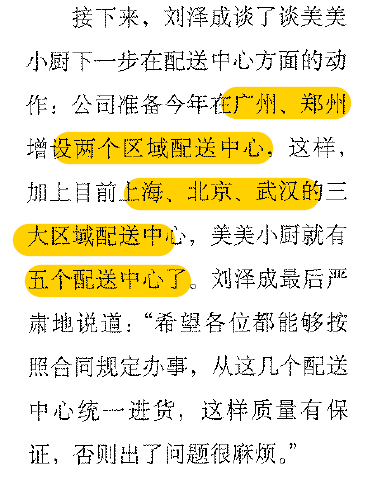 接下来，刘泽成谈了谈美美
小厨下一步在配送中心方面的动
作：公司准备今年在广州、郑州
增设两个区域配送中心，这样，
加上目前上海、北京、武汉的三
大区域配送中心，美美小厨就有
五个配送中心了。刘泽成最后严
肃地说道：“希望各位都能够按
照合同规定办事，从这几个配送
中心统一进货，这样质量有保
证，否则出了问题很麻烦。”